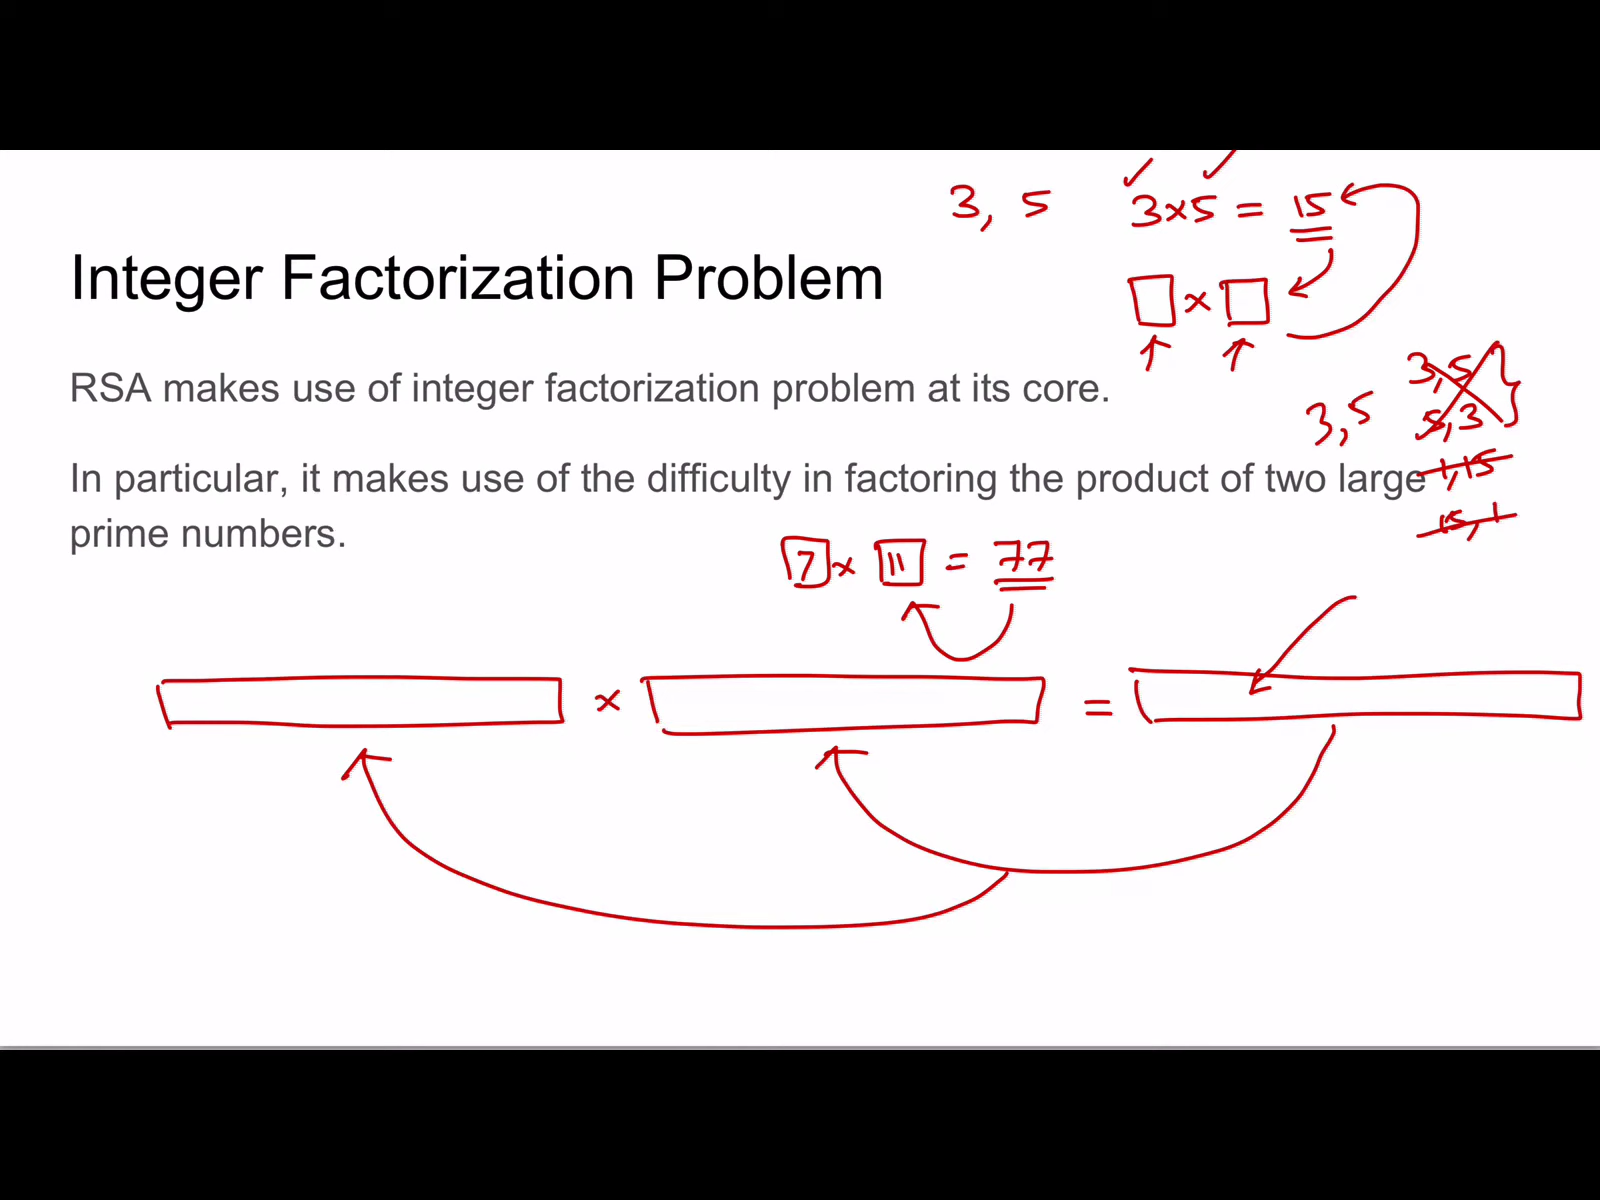 3, 5 3×5 = 15
Integer Factorization Problem
□ × □
RSA makes use of integer factorization problem at its core.
3,5
3,5
5,3
In particular, it makes use of the difficulty in factoring the product of two large
1,15
prime numbers.
15,1
7 × 11 = 77
× =